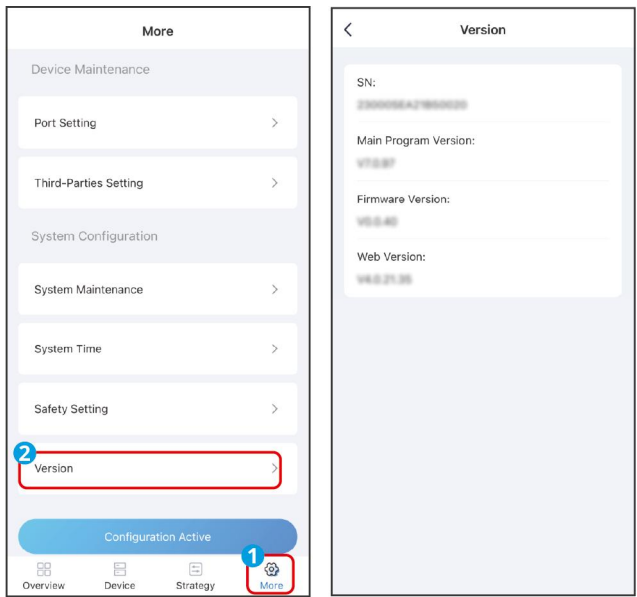 More
Device Maintenance
Port Setting
Third-Parties Setting
System Configuration
System Maintenance
System Time
Safety Setting
2
Version
Configuration Active
1
Overview
Device
Strategy
More
Version
SN:
Main Program Version:
Firmware Version:
Web Version: